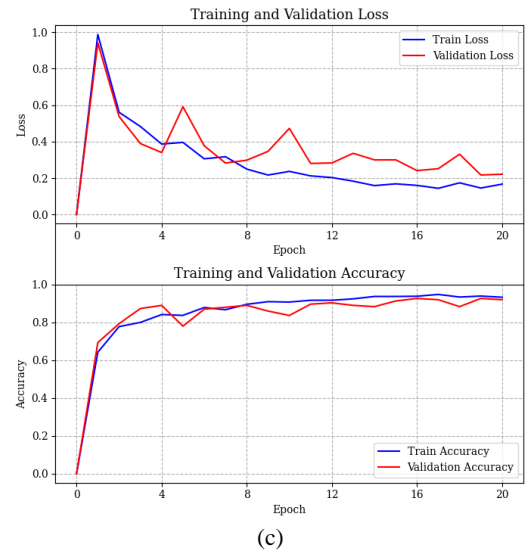 Training and Validation Loss
1.0
0.8
0.6
0.4
0.2
0.0
Loss
Train Loss
Validation Loss
0 4 8 12 16 20
Epoch
Training and Validation Accuracy
1.0
0.8
0.6
0.4
0.2
0.0
Accuracy
Train Accuracy
Validation Accuracy
0 4 8 12 16 20
Epoch
(c)